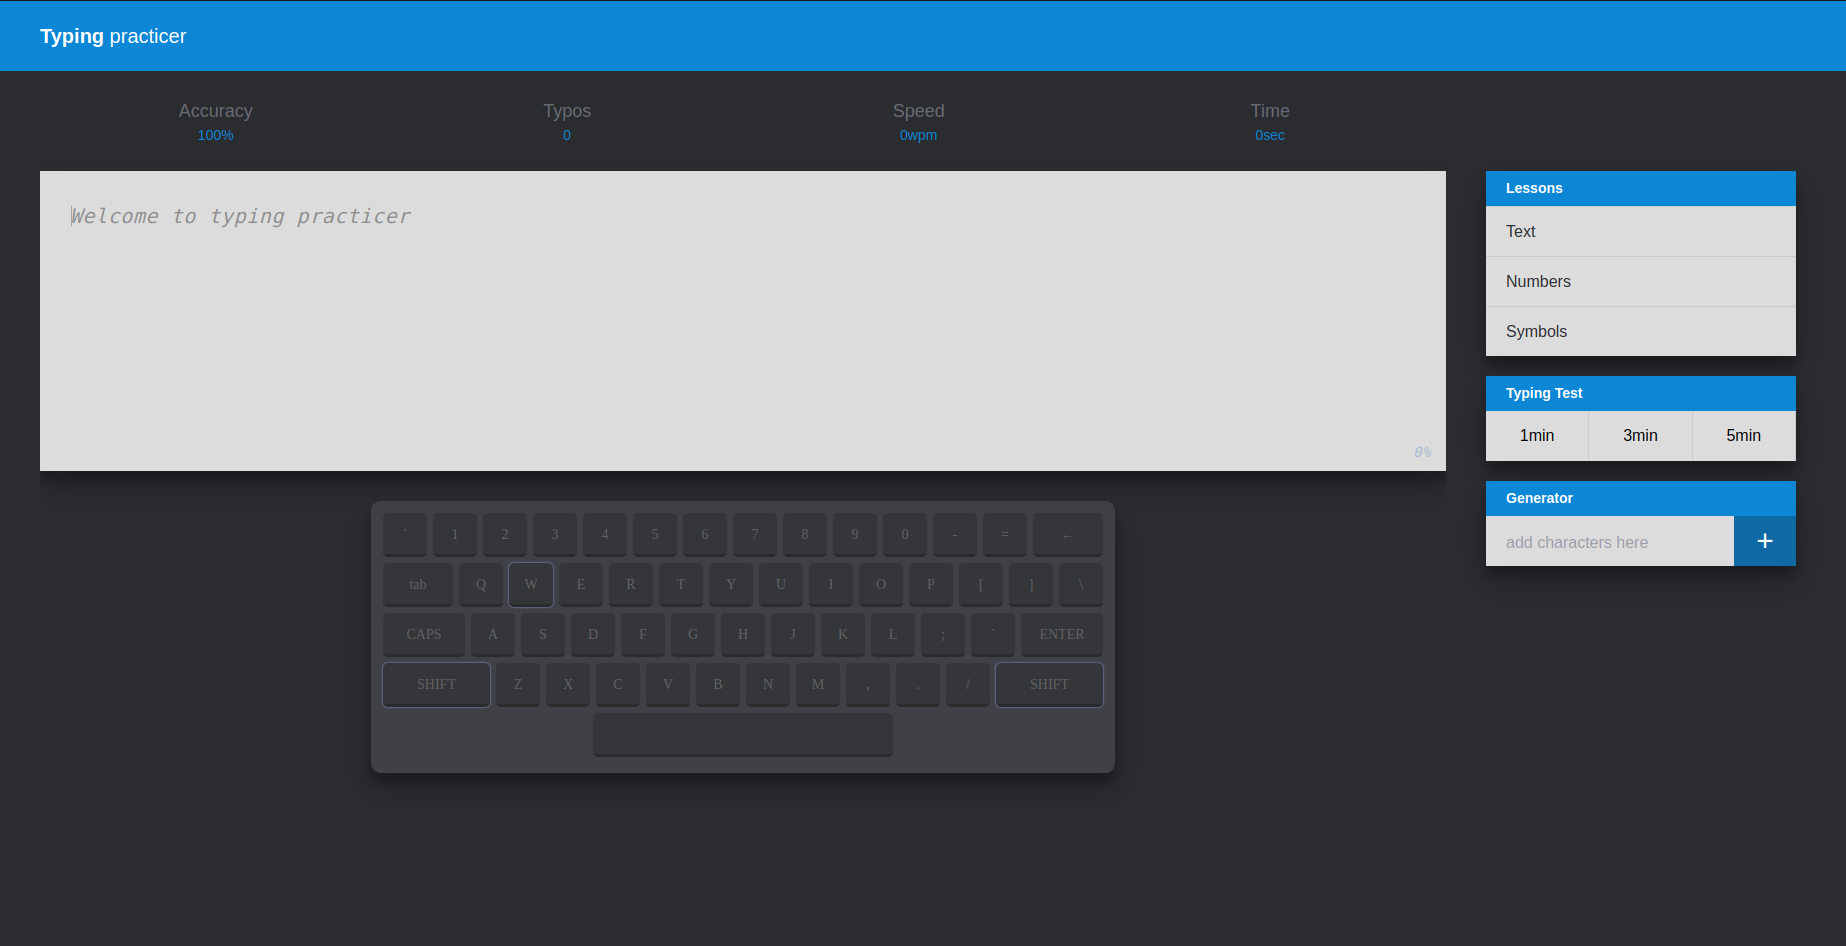 Typing practicer
Accuracy Typos Speed Time
100% 0 0wpm 0sec
Welcome to typing practicer
0%
Lessons
Text
Numbers
Symbols
Typing Test
1min 3min 5min
Generator
add characters here +
` 1 2 3 4 5 6 7 8 9 0 - = ←
tab Q W E R T Y U I O P [ ] \
CAPS A S D F G H J K L ; ` ENTER
SHIFT Z X C V B N M , . / SHIFT